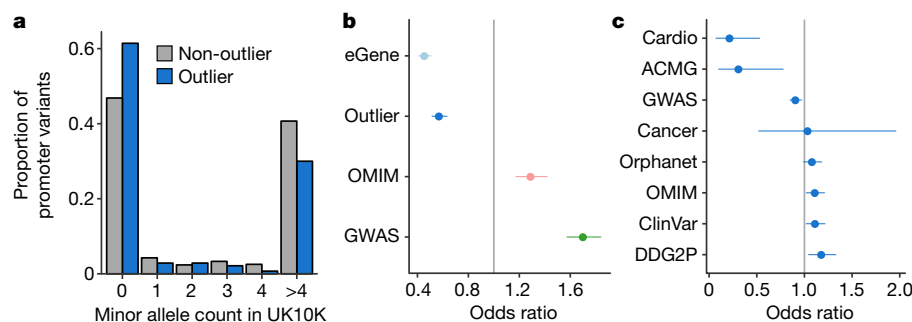 a
Proportion of
promoter variants
0.6
0.4
0.2
0
Non-outlier
Outlier
0 1 2 3 4 >4
Minor allele count in UK10K
b
eGene
Outlier
OMIM
GWAS
0.4 0.8 1.2 1.6
Odds ratio
c
Cardio
ACMG
GWAS
Cancer
Orphanet
OMIM
ClinVar
DDG2P
0 0.5 1.0 1.5 2.0
Odds ratio